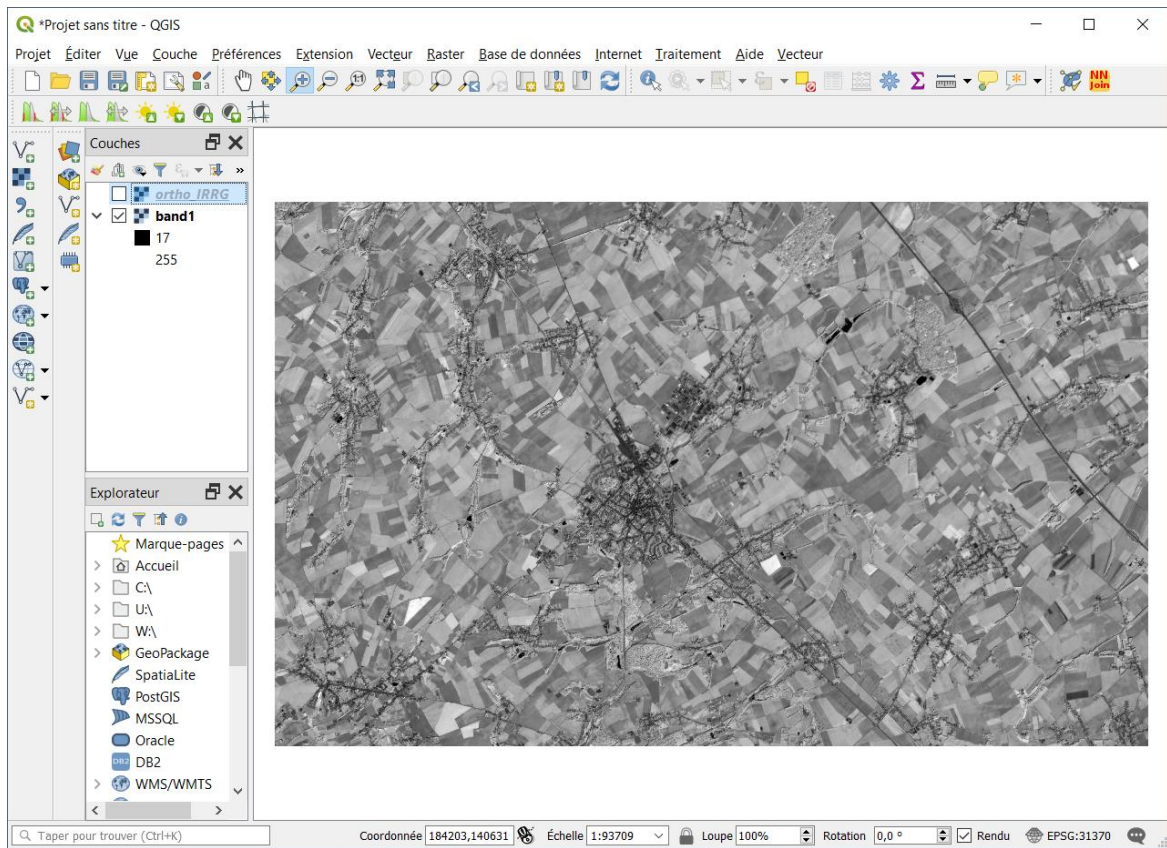 *Projet sans titre - QGIS
Projet Éditer Vue Couche Préférences Extension Vecteur Raster Base de données Internet Traitement Aide Vecteur
NN
Join
Couches
ortho_IRRG
band1
17
255
Explorateur
Marque-pages
Accueil
C:\
U:\
W:\
GeoPackage
SpatiaLite
PostGIS
MSSQL
Oracle
DB2
WMS/WMTS
Taper pour trouver (Ctrl+K) Coordonnée 184203,140631 Échelle 1:93709 Loupe 100% Rotation 0,0 ° Rendu EPSG:31370